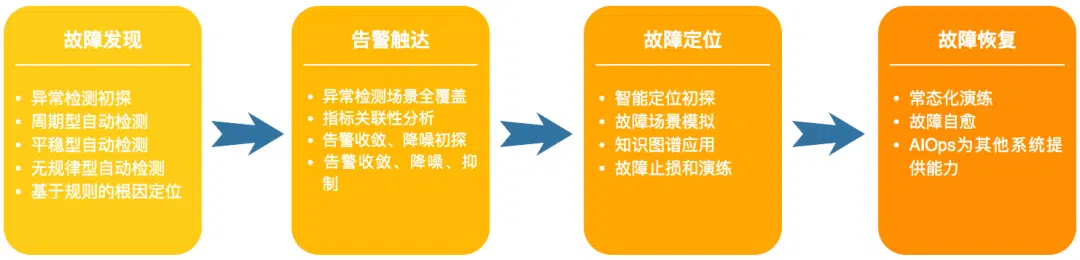 故障发现
• 异常检测初探
• 周期型自动检测
• 平稳型自动检测
• 无规律型自动检测
• 基于规则的根因定位
告警触达
• 异常检测场景全覆盖
• 指标关联性分析
• 告警收敛、降噪初探
• 告警收敛、降噪、抑
制
故障定位
• 智能定位初探
• 故障场景模拟
• 知识图谱应用
• 故障止损和演练
故障恢复
• 常态化演练
• 故障自愈
• AIOps为其他系统提
供能力